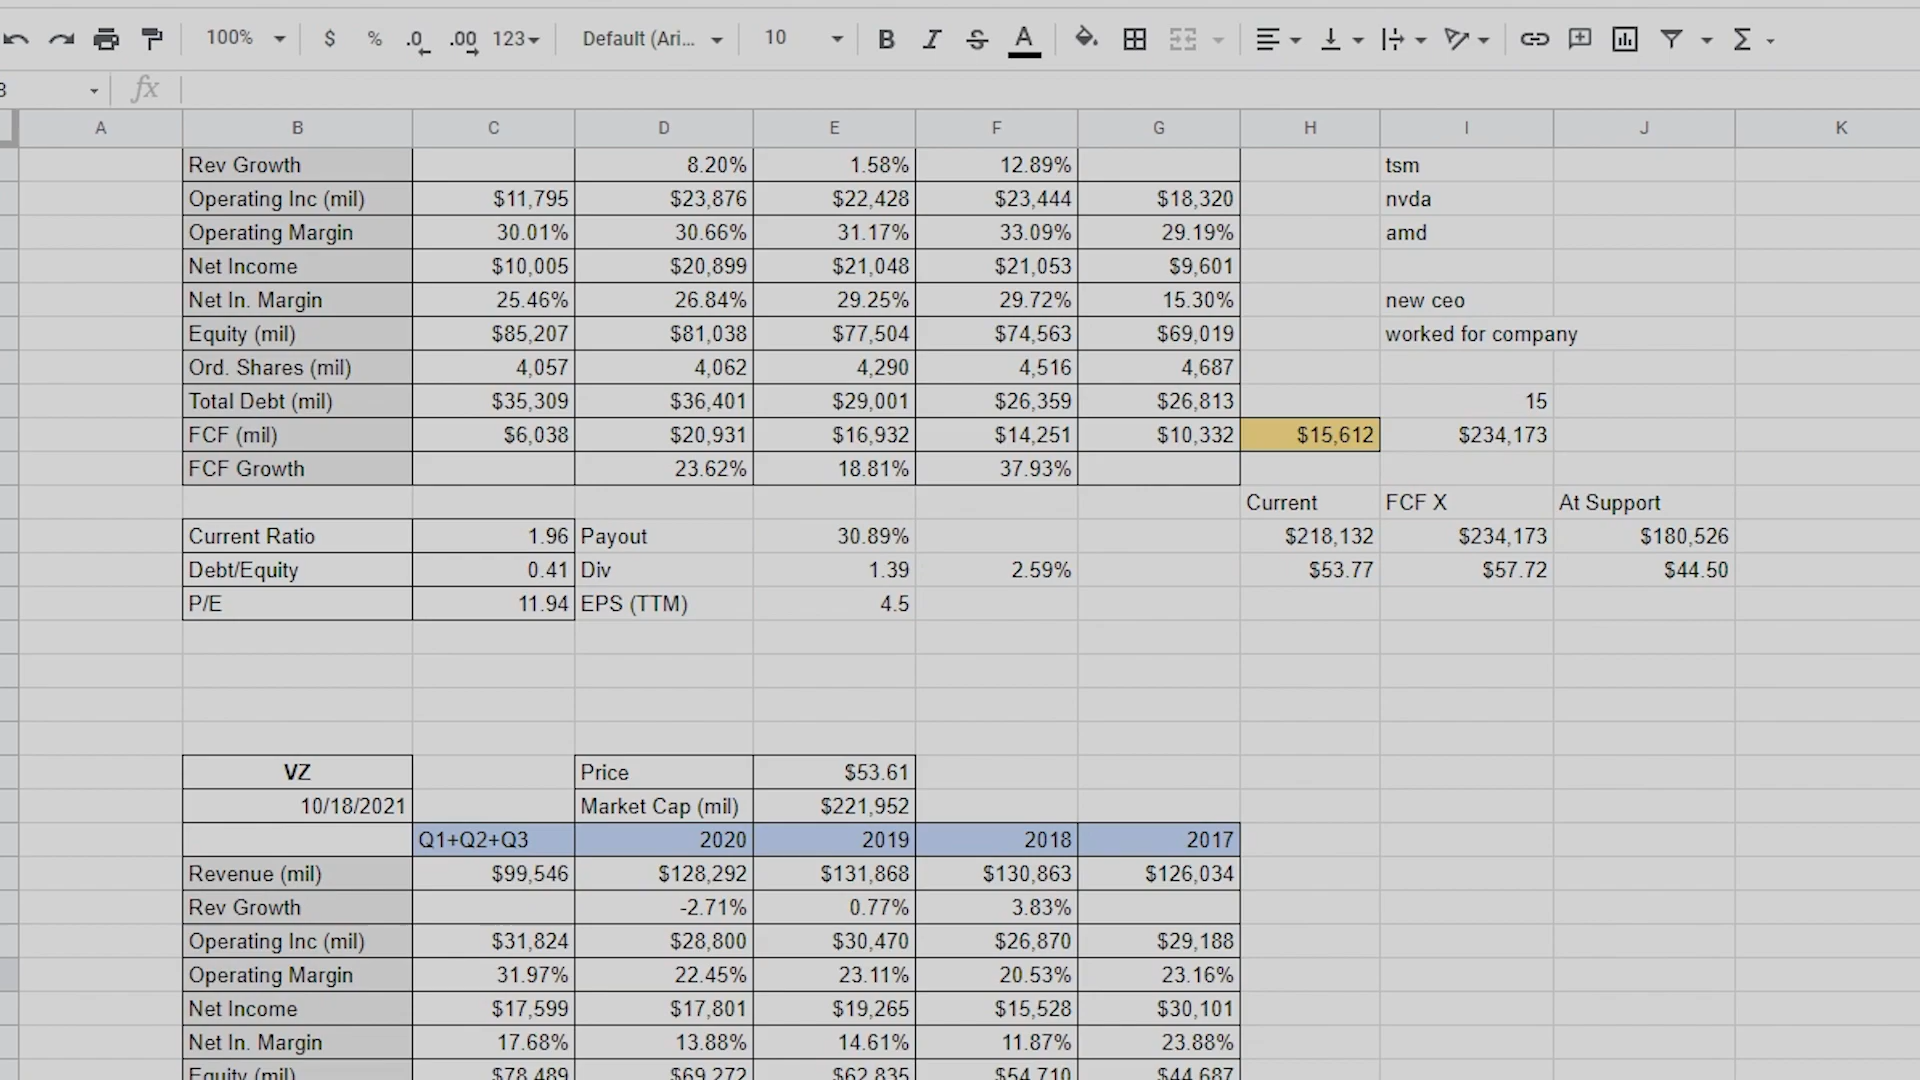 100% $ % .0 .00 123 Default (Ari... 10 B I S A Σ
fx
A B C D E F G H I J K
Rev Growth 8.20% 1.58% 12.89% tsm
Operating Inc (mil) $11,795 $23,876 $22,428 $23,444 $18,320 nvda
Operating Margin 30.01% 30.66% 31.17% 33.09% 29.19% amd
Net Income $10,005 $20,899 $21,048 $21,053 $9,601
Net In. Margin 25.46% 26.84% 29.25% 29.72% 15.30% new ceo
Equity (mil) $85,207 $81,038 $77,504 $74,563 $69,019 worked for company
Ord. Shares (mil) 4,057 4,062 4,290 4,516 4,687
Total Debt (mil) $35,309 $36,401 $29,001 $26,359 $26,813 15
FCF (mil) $6,038 $20,931 $16,932 $14,251 $10,332 $15,612 $234,173
FCF Growth 23.62% 18.81% 37.93%
Current FCF X At Support
Current Ratio 1.96 Payout 30.89% $218,132 $234,173 $180,526
Debt/Equity 0.41 Div 1.39 2.59% $53.77 $57.72 $44.50
P/E 11.94 EPS (TTM) 4.5
VZ Price $53.61
10/18/2021 Market Cap (mil) $221,952
Q1+Q2+Q3 2020 2019 2018 2017
Revenue (mil) $99,546 $128,292 $131,868 $130,863 $126,034
Rev Growth -2.71% 0.77% 3.83%
Operating Inc (mil) $31,824 $28,800 $30,470 $26,870 $29,188
Operating Margin 31.97% 22.45% 23.11% 20.53% 23.16%
Net Income $17,599 $17,801 $19,265 $15,528 $30,101
Net In. Margin 17.68% 13.88% 14.61% 11.87% 23.88%
Equity (mil) $78,489 $69,272 $62,835 $54,710 $44,687